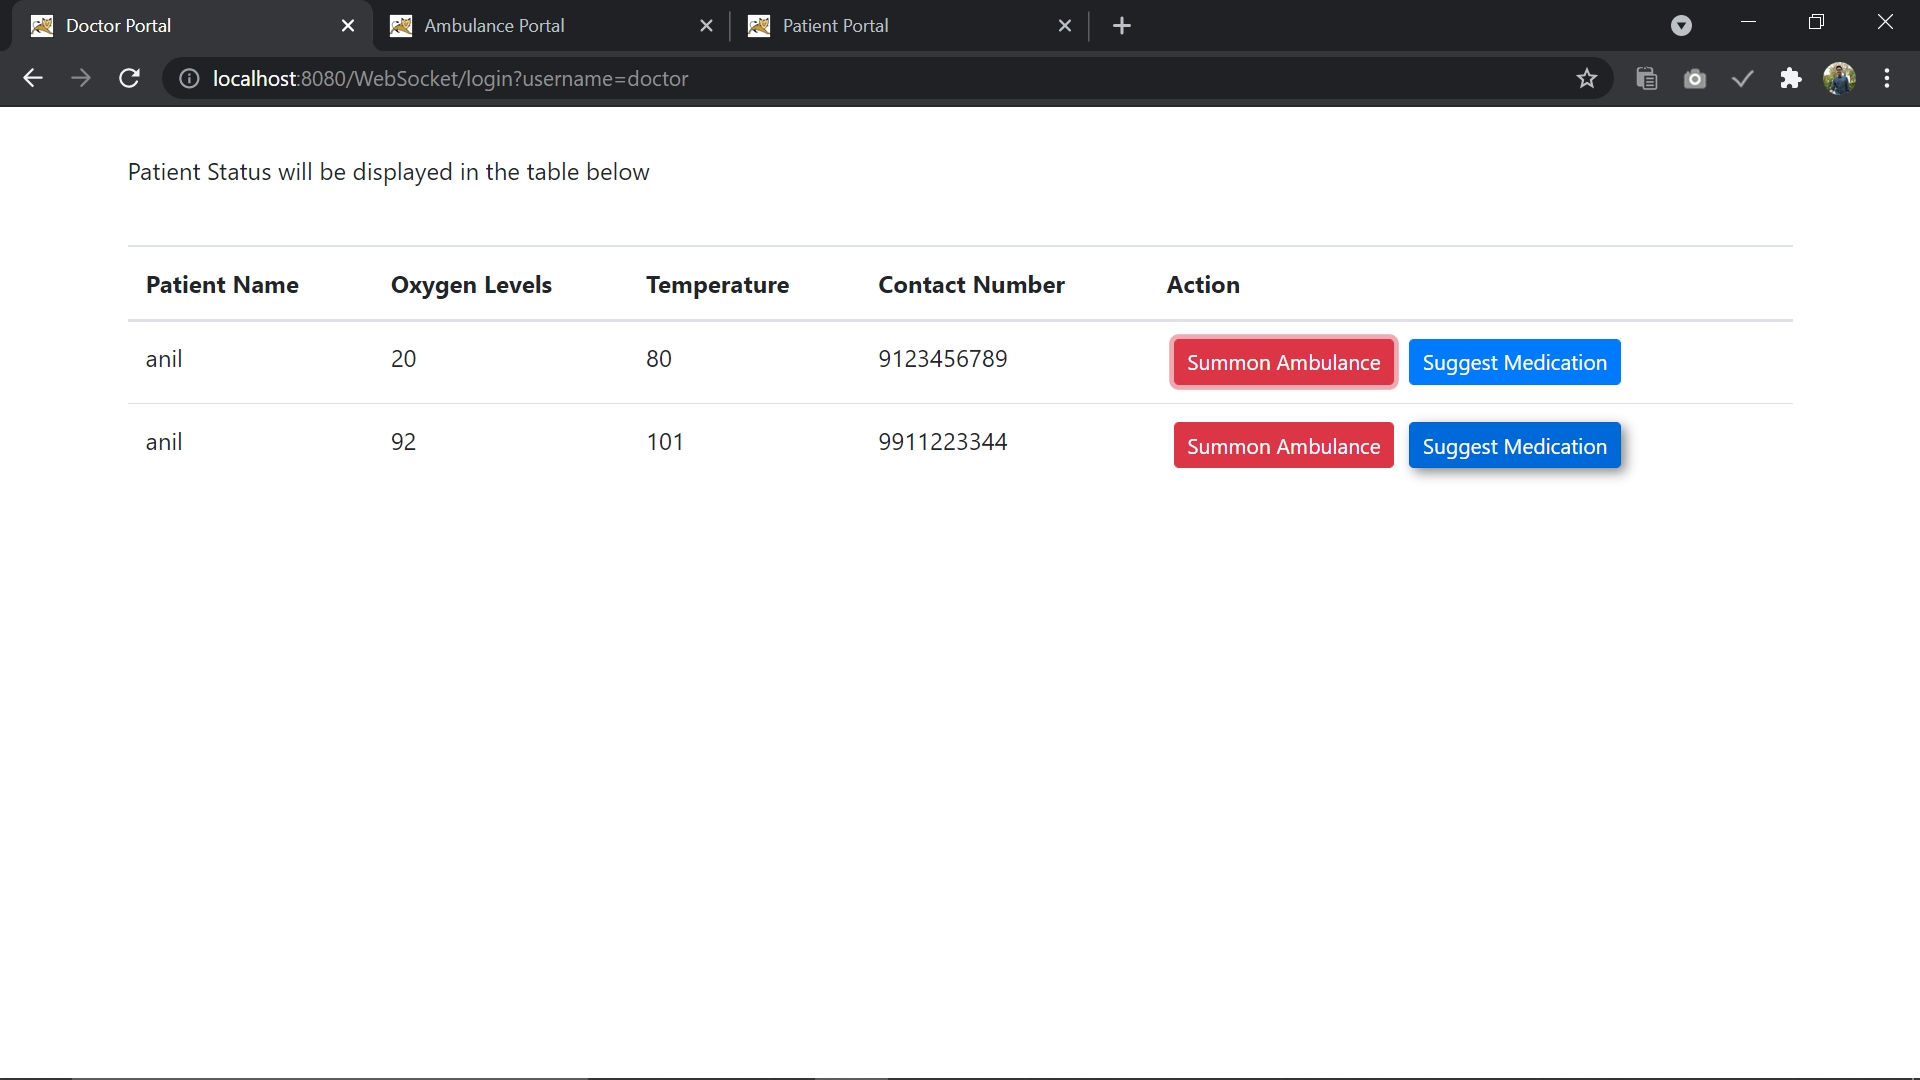 Doctor Portal Ambulance Portal Patient Portal
localhost:8080/WebSocket/login?username=doctor
Patient Status will be displayed in the table below
Patient Name Oxygen Levels Temperature Contact Number Action
anil 20 80 9123456789 Summon Ambulance Suggest Medication
anil 92 101 9911223344 Summon Ambulance Suggest Medication